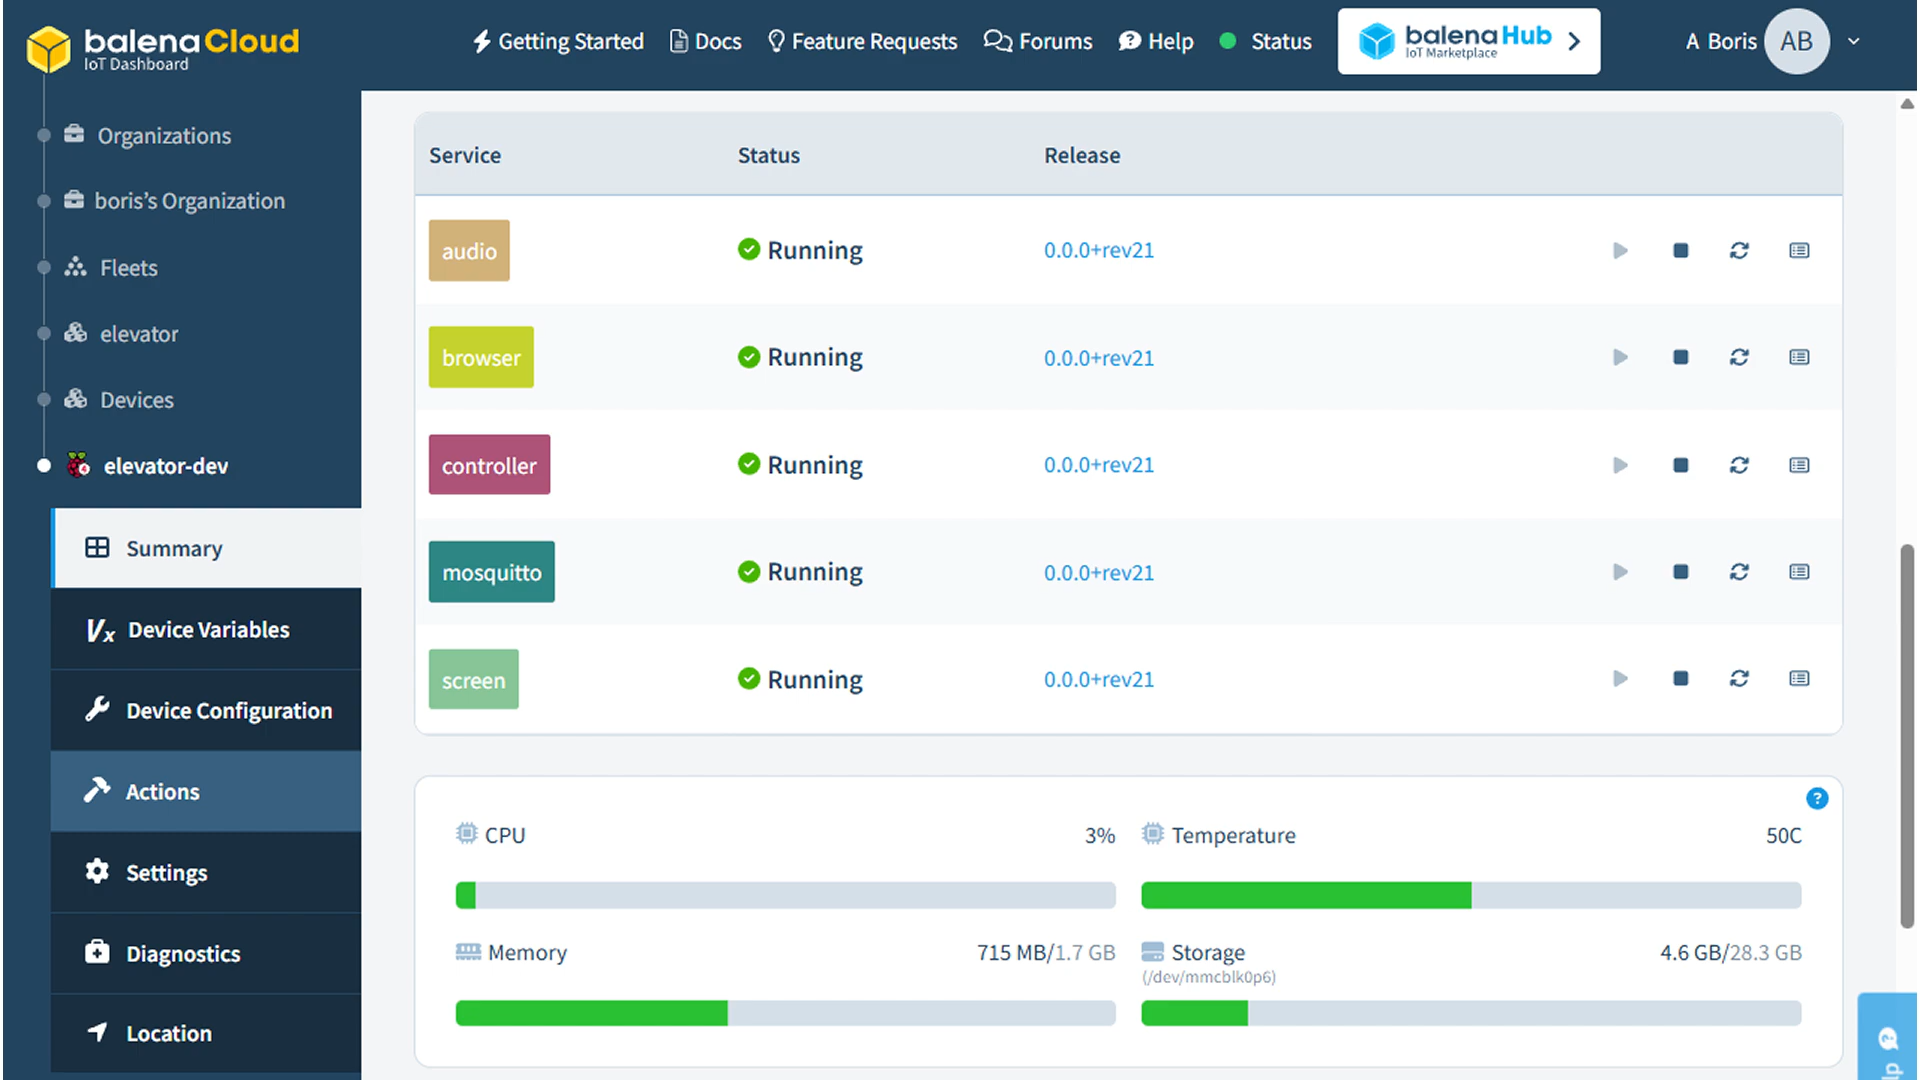 balenaCloud
IoT Dashboard
Getting Started
Docs
Feature Requests
Forums
Help
Status
balenaHub
IoT Marketplace
A Boris
AB
Organizations
boris's Organization
Fleets
elevator
Devices
elevator-dev
Summary
Vx Device Variables
Device Configuration
Actions
Settings
Diagnostics
Location
Service Status Release
audio Running 0.0.0+rev21
browser Running 0.0.0+rev21
controller Running 0.0.0+rev21
mosquitto Running 0.0.0+rev21
screen Running 0.0.0+rev21
?
CPU 3%
Temperature 50C
Memory 715 MB/1.7 GB
Storage 4.6 GB/28.3 GB
(/dev/mmcblk0p6)
lp